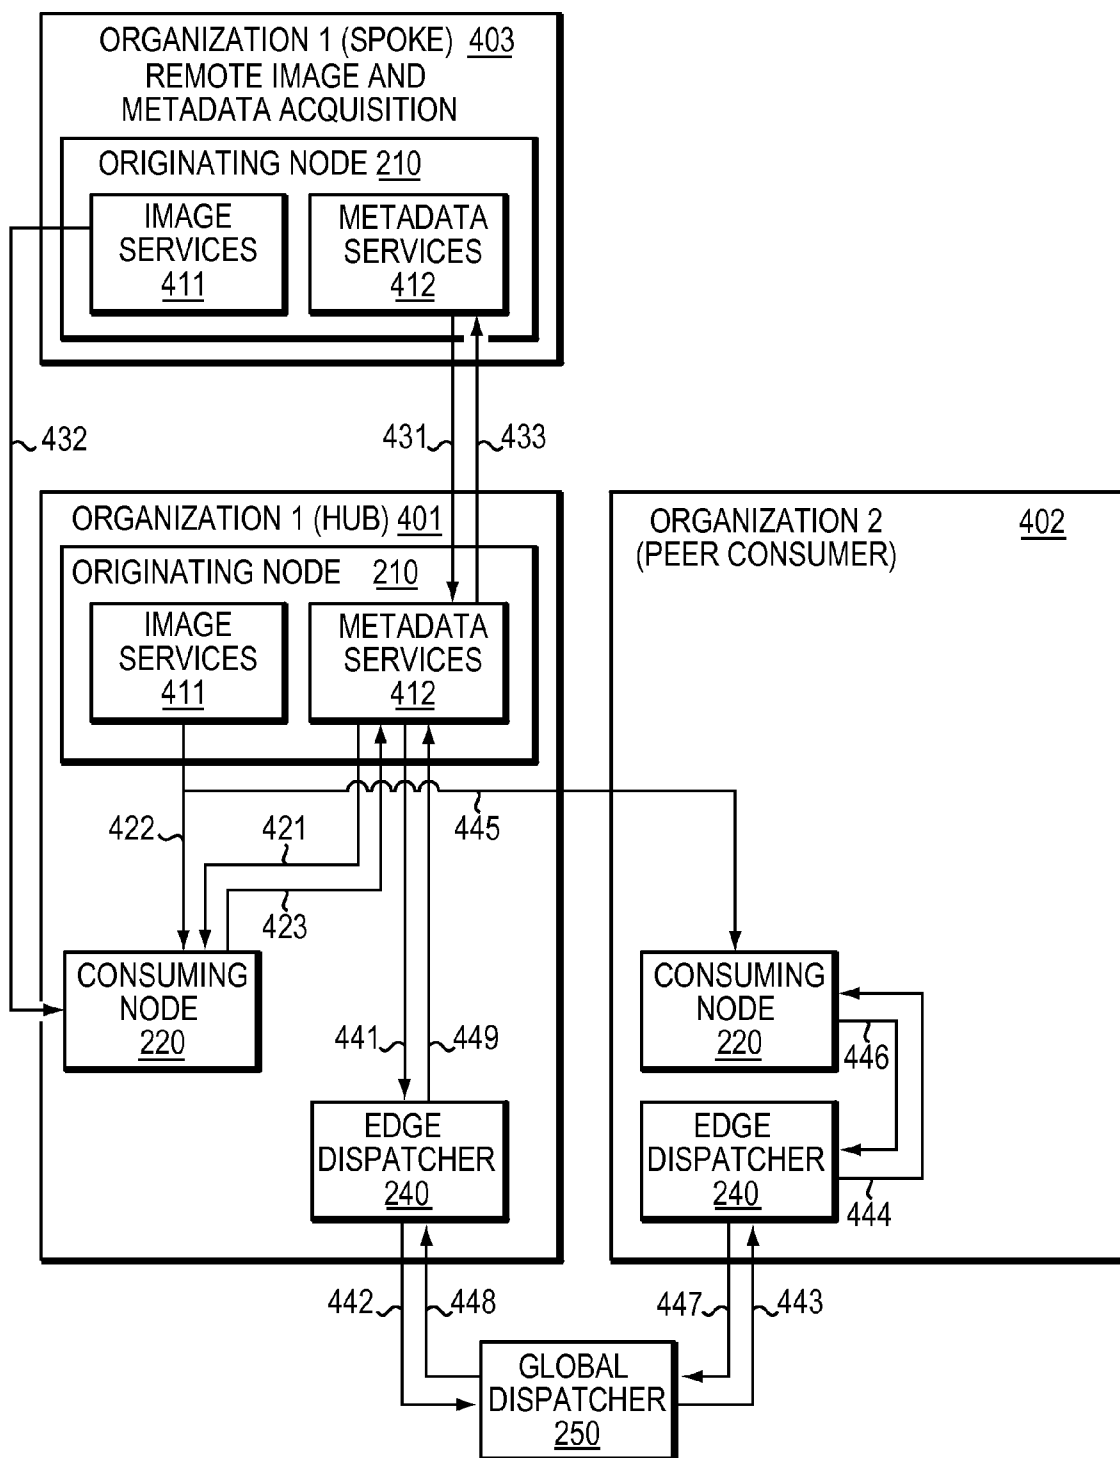 ORGANIZATION 1 (SPOKE) 403
REMOTE IMAGE AND
METADATA ACQUISITION
ORIGINATING NODE 210
IMAGE
SERVICES
411
METADATA
SERVICES
412
432
431
433
ORGANIZATION 1 (HUB) 401
ORIGINATING NODE 210
IMAGE
SERVICES
411
METADATA
SERVICES
412
ORGANIZATION 2 402
(PEER CONSUMER)
422
421
423
445
CONSUMING
NODE
220
441
449
CONSUMING
NODE
220
446
EDGE
DISPATCHER
240
EDGE
DISPATCHER
240
444
442
448
447
443
GLOBAL
DISPATCHER
250